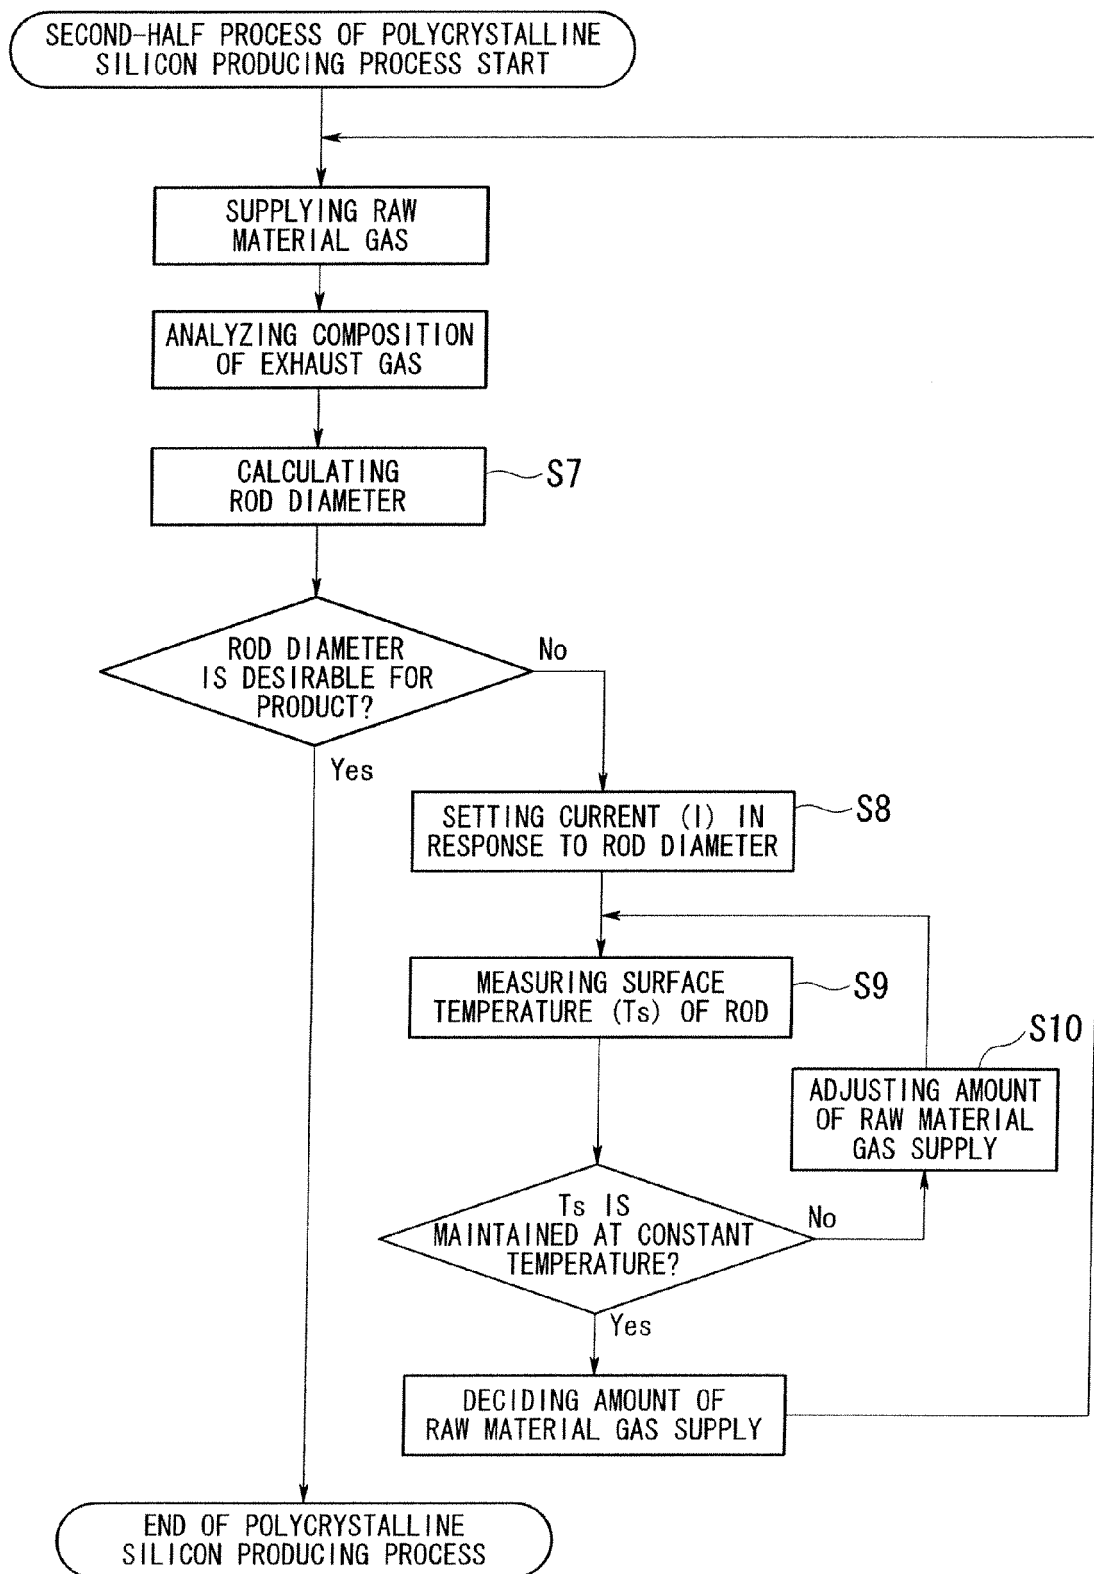 SECOND-HALF PROCESS OF POLYCRYSTALLINE
SILICON PRODUCING PROCESS START
SUPPLYING RAW
MATERIAL GAS
ANALYZING COMPOSITION
OF EXHAUST GAS
CALCULATING
ROD DIAMETER
S7
ROD DIAMETER
IS DESIRABLE FOR
PRODUCT?
No
Yes
SETTING CURRENT (I) IN
RESPONSE TO ROD DIAMETER
S8
MEASURING SURFACE
TEMPERATURE (Ts) OF ROD
S9
S10
ADJUSTING AMOUNT
OF RAW MATERIAL
GAS SUPPLY
Ts IS
MAINTAINED AT CONSTANT
TEMPERATURE?
No
Yes
DECIDING AMOUNT OF
RAW MATERIAL GAS SUPPLY
END OF POLYCRYSTALLINE
SILICON PRODUCING PROCESS